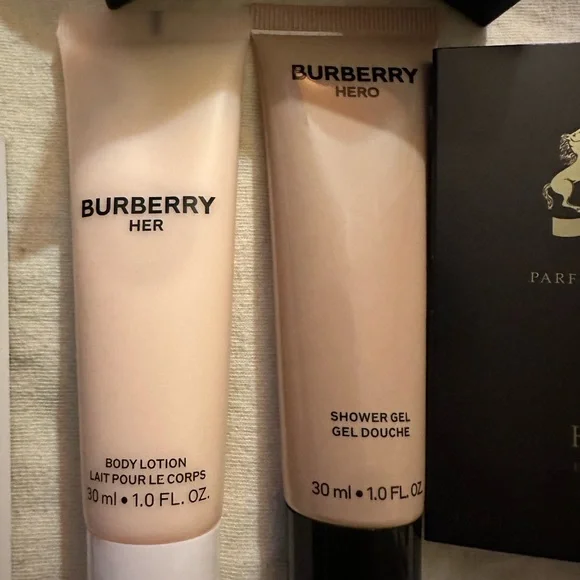 BURBERRY
HER
BODY LOTION
LAIT POUR LE CORPS
30 ml • 1.0 FL. OZ.
BURBERRY
HERO
SHOWER GEL
GEL DOUCHE
30 ml • 1.0 FL. OZ
PARF